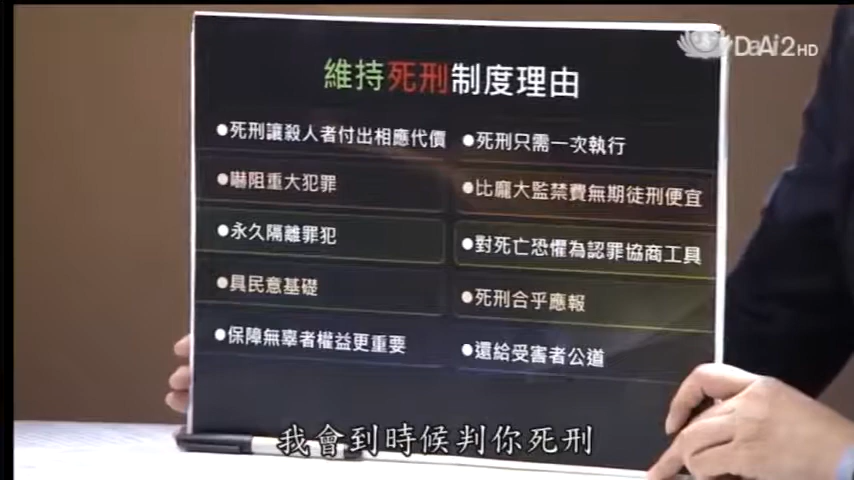 DaAi2HD
維持死刑制度理由
●死刑讓殺人者付出相應代價
●嚇阻重大犯罪
●永久隔離罪犯
●具民意基礎
●保障無辜者權益更重要
●死刑只需一次執行
●比龐大監禁費無期徒刑便宜
●對死亡恐懼為認罪協商工具
●死刑合乎應報
●還給受害者公道
我會到時候判你死刑